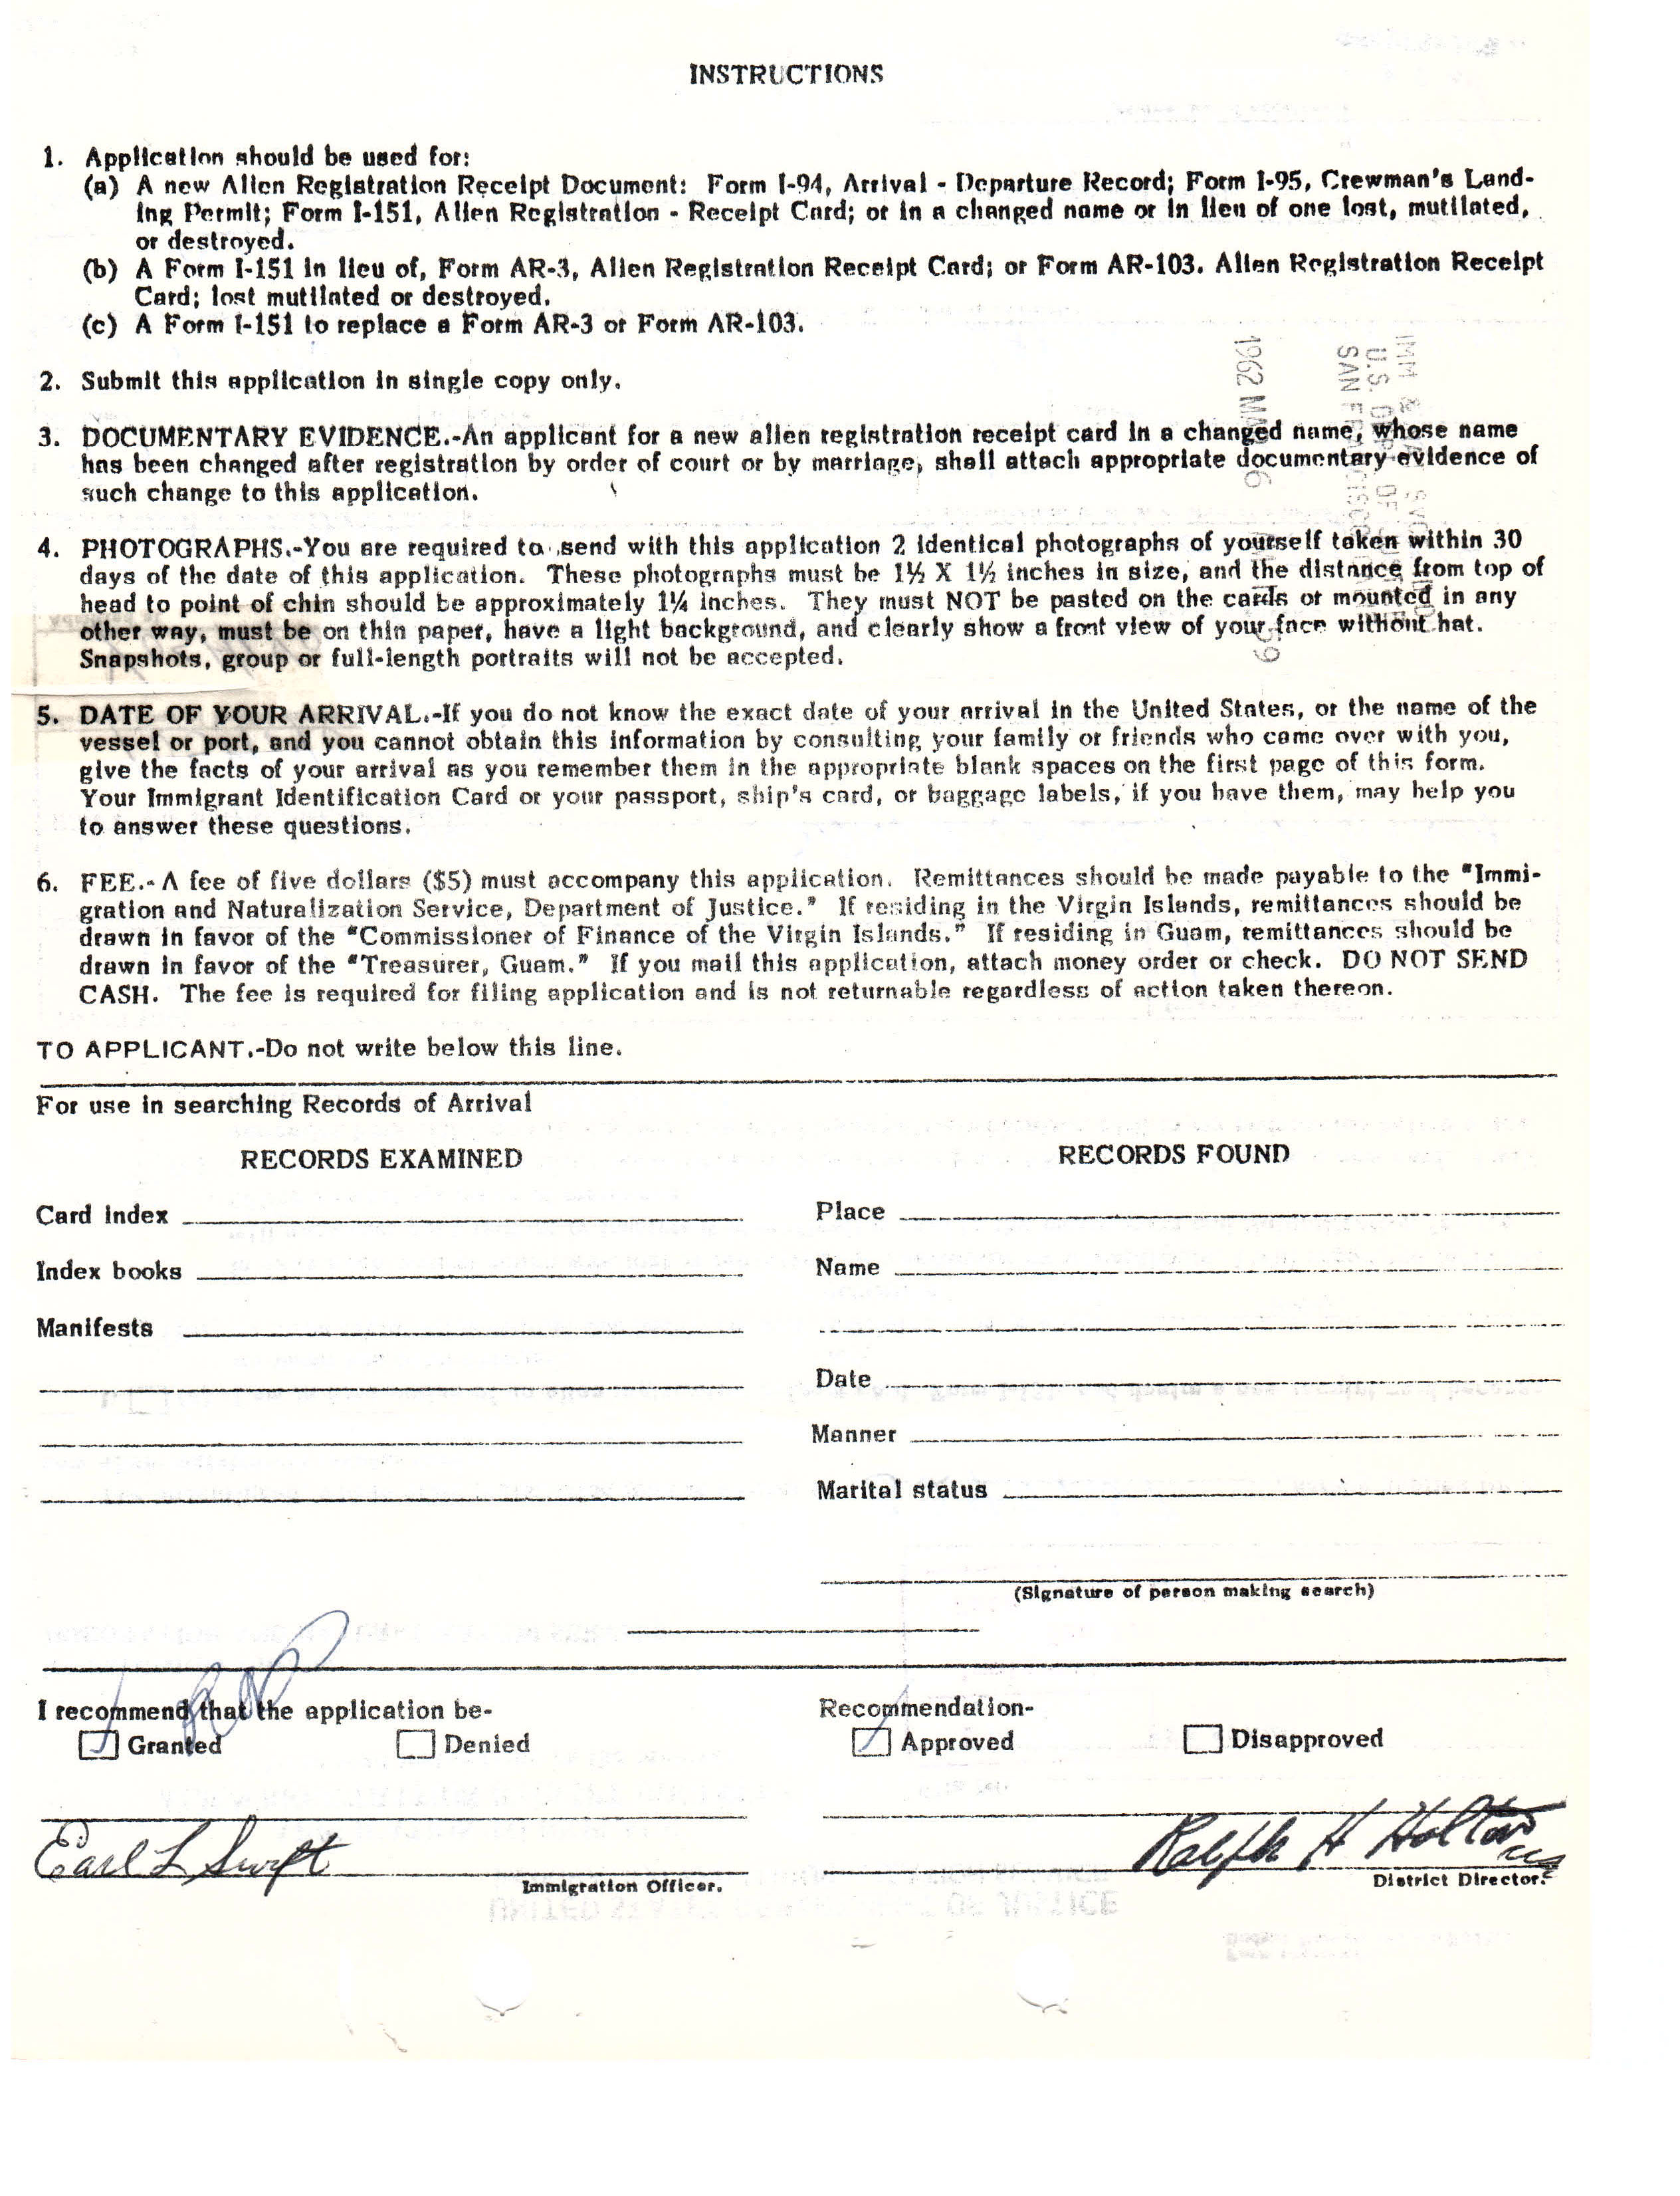 INSTRUCTIONS
1. Application should be used for:
(a) A new Alien Registration Receipt Document: Form I-94, Arrival - Departure Record; Form I-95, Crewman's Land-
ing Permit; Form I-151, Alien Registration - Receipt Card; or in a changed name or in lieu of one lost, mutilated,
or destroyed.
(b) A Form I-151 in lieu of, Form AR-3, Alien Registration Receipt Card; or Form AR-103. Alien Registration Receipt
Card; lost mutilated or destroyed.
(c) A Form I-151 to replace a Form AR-3 or Form AR-103.
2. Submit this application in single copy only.
3. DOCUMENTARY EVIDENCE.-An applicant for a new alien registration receipt card in a changed name, whose name
has been changed after registration by order of court or by marriage, shall attach appropriate documentary evidence of
such change to this application.
4. PHOTOGRAPHS.-You are required to send with this application 2 identical photographs of yourself taken within 30
days of the date of this application. These photographs must be 1½ X 1½ inches in size, and the distance from top of
head to point of chin should be approximately 1¼ inches. They must NOT be pasted on the cards or mounted in any
other way, must be on thin paper, have a light background, and clearly show a front view of your face without hat.
Snapshots, group or full-length portraits will not be accepted.
5. DATE OF YOUR ARRIVAL.-If you do not know the exact date of your arrival in the United States, or the name of the
vessel or port, and you cannot obtain this information by consulting your family or friends who came over with you,
give the facts of your arrival as you remember them in the appropriate blank spaces on the first page of this form.
Your Immigrant Identification Card or your passport, ship's card, or baggage labels, if you have them, may help you
to answer these questions.
6. FEE.- A fee of five dollars ($5) must accompany this application. Remittances should be made payable to the "Immi-
gration and Naturalization Service, Department of Justice." If residing in the Virgin Islands, remittances should be
drawn in favor of the "Commissioner of Finance of the Virgin Islands." If residing in Guam, remittances should be
drawn in favor of the "Treasurer, Guam." If you mail this application, attach money order or check. DO NOT SEND
CASH. The fee is required for filing application and is not returnable regardless of action taken thereon.
IMM &
U.S.
SAN
1962
TO APPLICANT.-Do not write below this line.
For use in searching Records of Arrival
RECORDS EXAMINED
RECORDS FOUND
Card index
Place
Index books
Name
Manifests
Date
Manner
Marital status
(Signature of person making search)
I recommend that the application be-
Recommendation-
Granted Denied
Approved Disapproved
Earl L Swift
Ralph H Holton
Immigration Officer.
District Director.